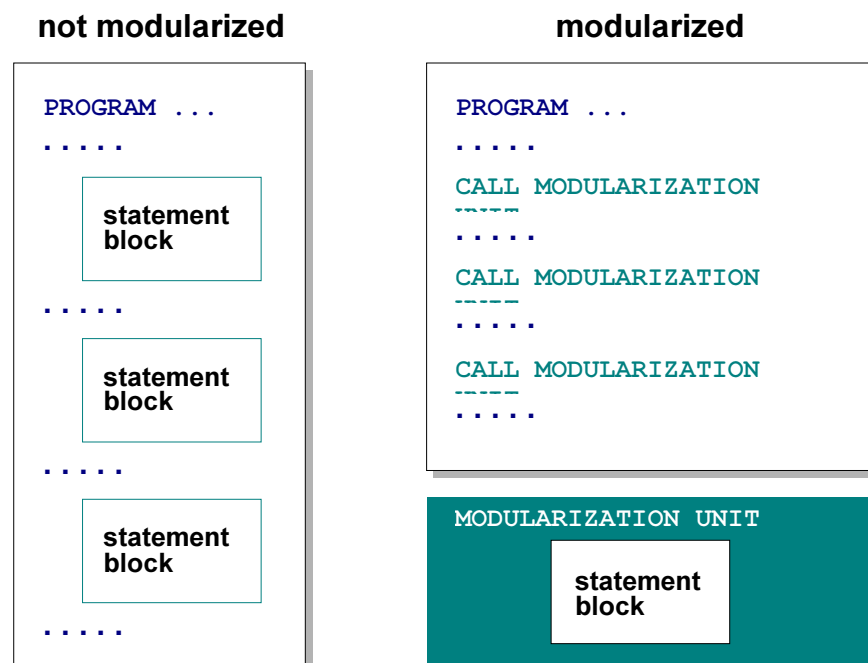 not modularized
PROGRAM ...
.....
statement
block
.....
statement
block
.....
statement
block
.....
modularized
PROGRAM ...
.....
CALL MODULARIZATION
.....
CALL MODULARIZATION
.....
CALL MODULARIZATION
.....
MODULARIZATION UNIT
statement
block